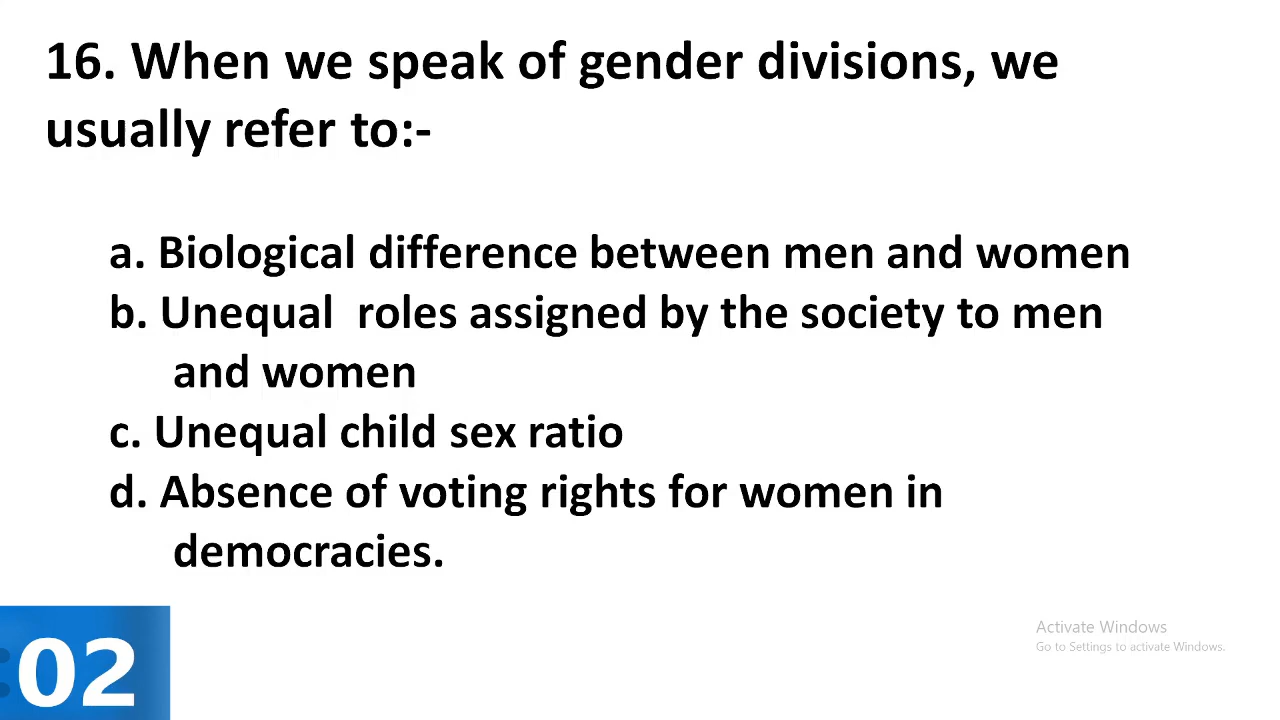 16. When we speak of gender divisions, we
usually refer to:-
a. Biological difference between men and women
b. Unequal  roles assigned by the society to men
and women
c. Unequal child sex ratio
d. Absence of voting rights for women in
democracies.
Activate Windows
Go to Settings to activate Windows.
02